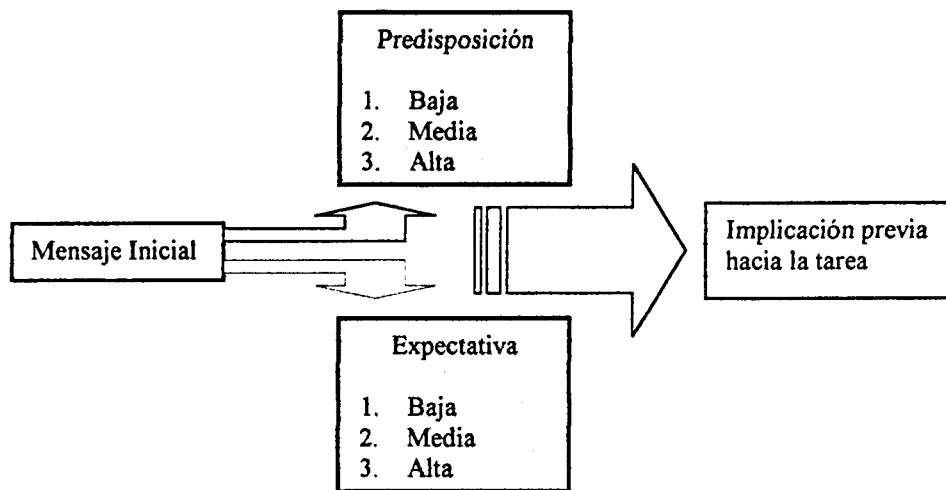 Predisposición
1. Baja
2. Media
3. Alta
Mensaje Inicial
Implicación previa
hacia la tarea
Expectativa
1. Baja
2. Media
3. Alta